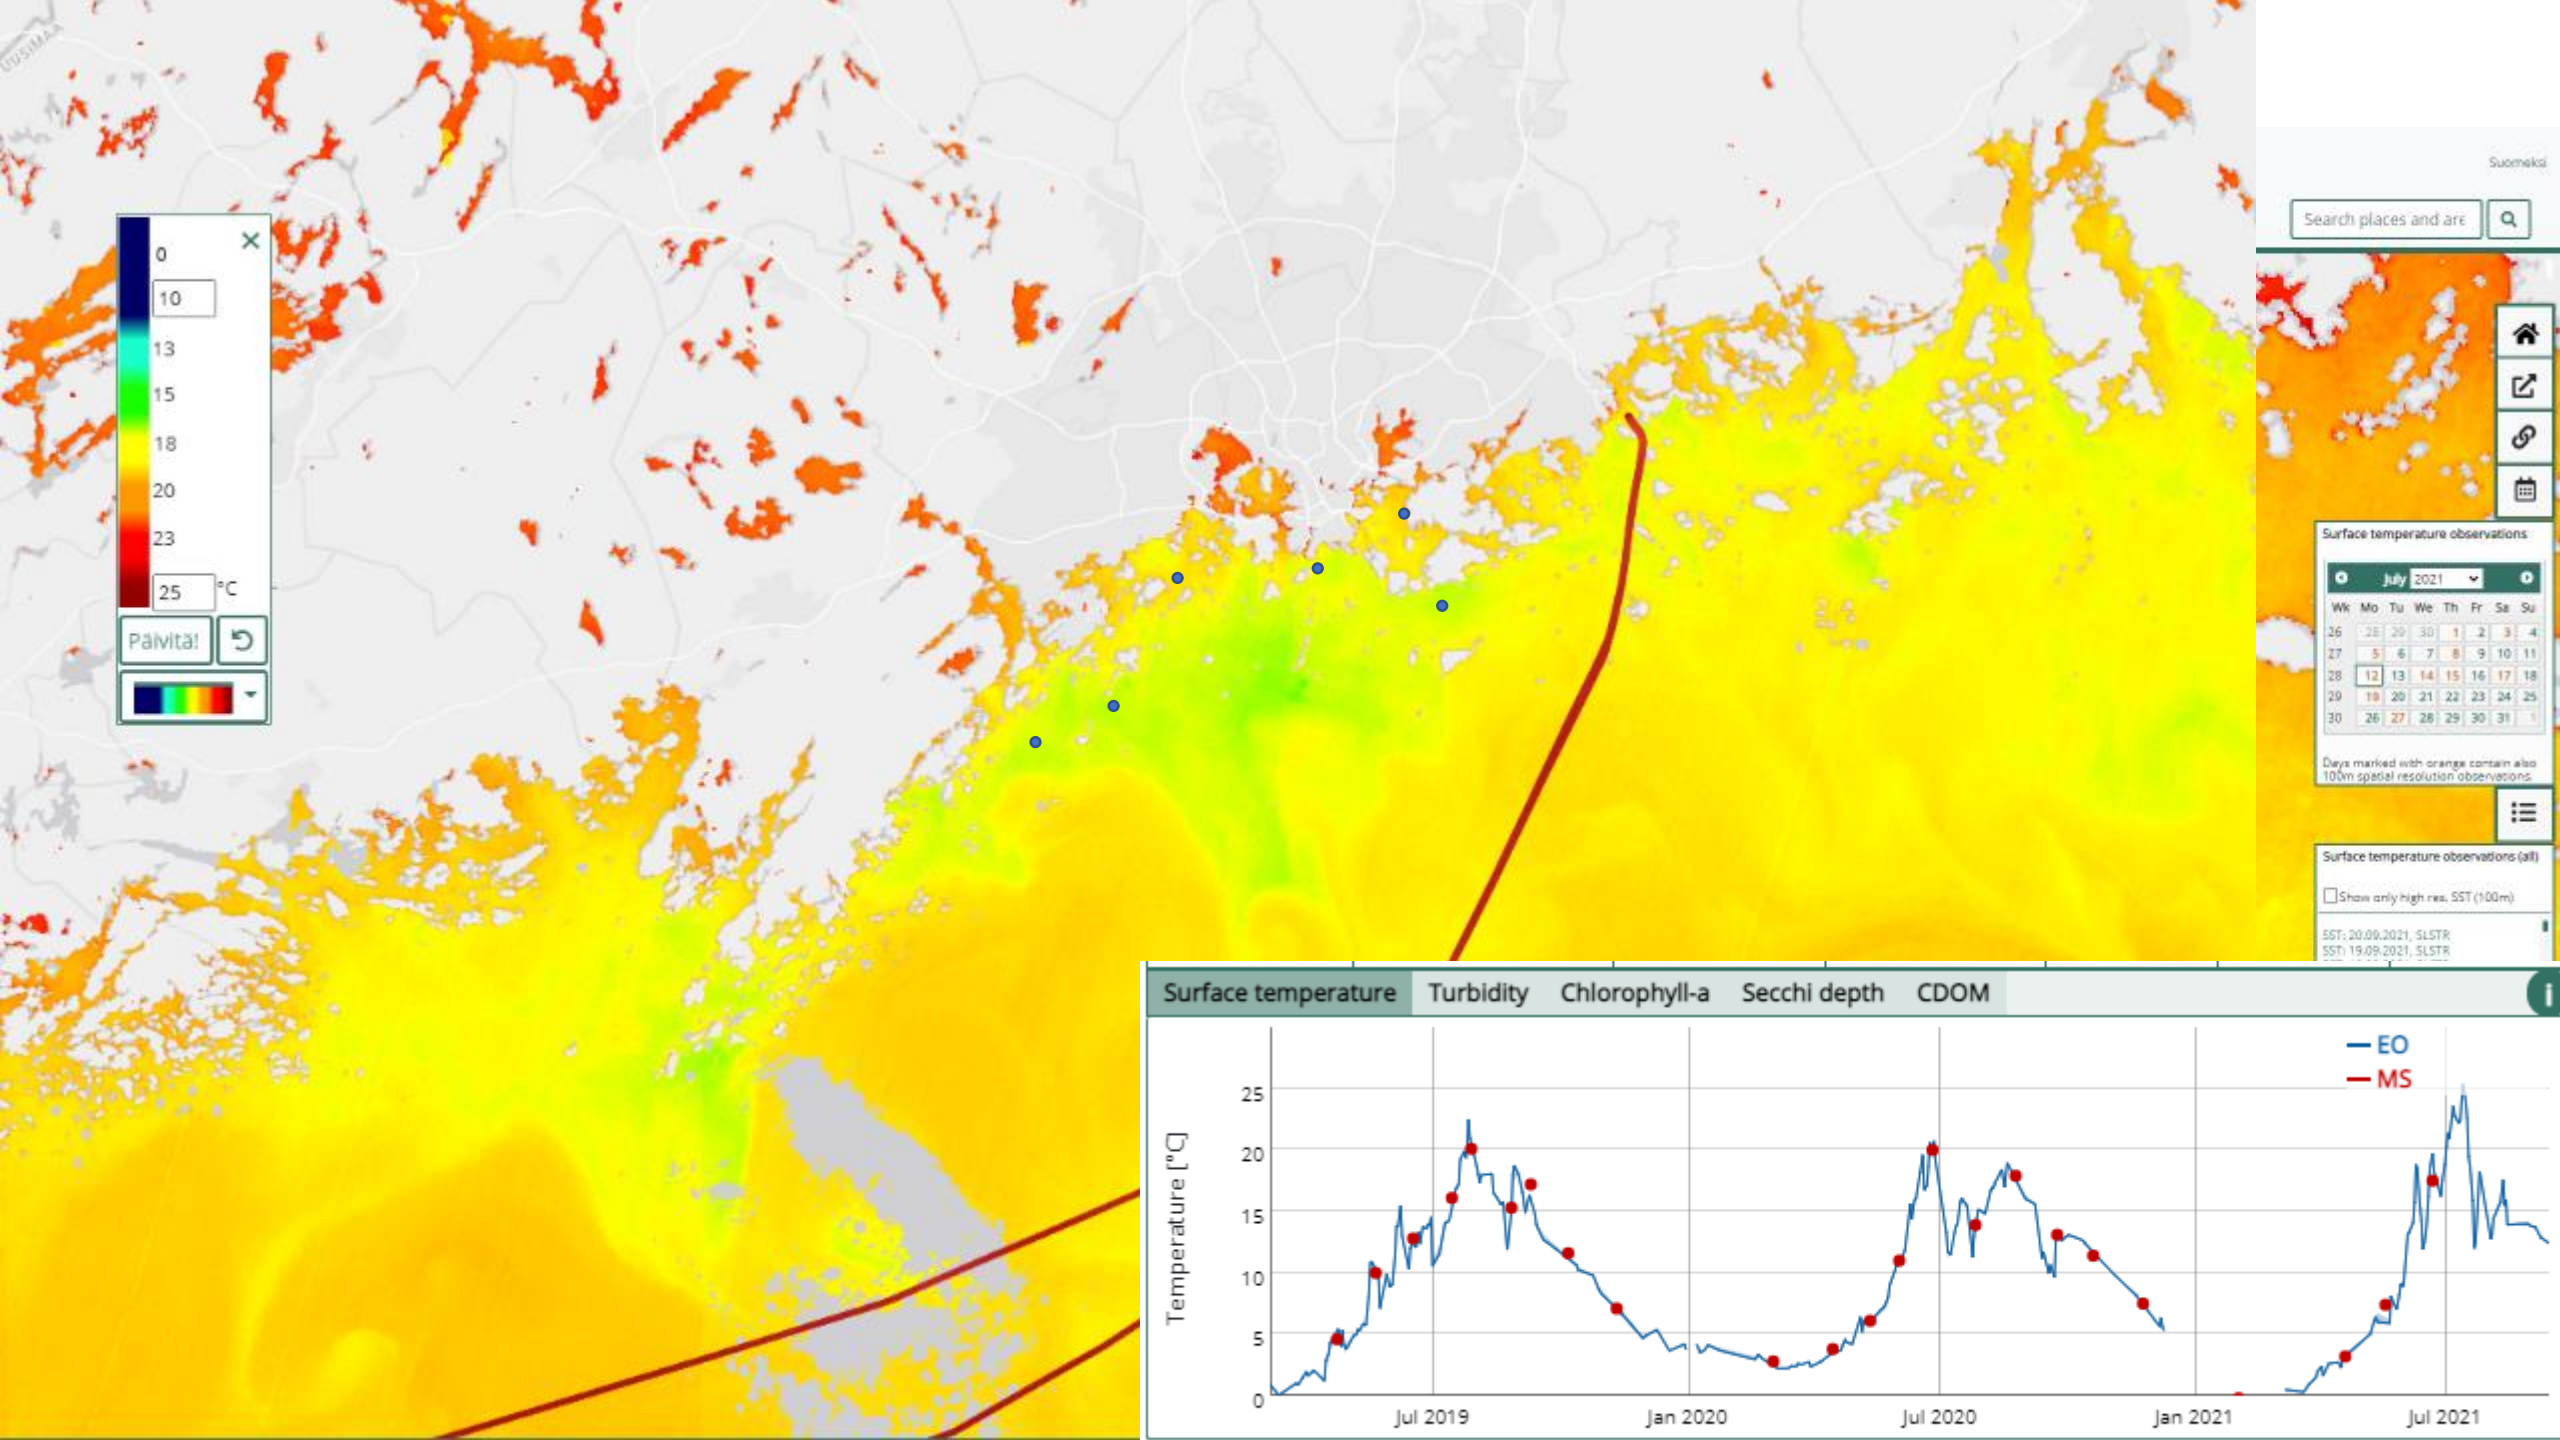 UUSIMAA
Suomeksi
Search places and are
0
10
13
15
18
20
23
25 °C
Päivitä!
Surface temperature observations
July 2021
Wk Mo Tu We Th Fr Sa Su
26 28 29 30 1 2 3 4
27 5 6 7 8 9 10 11
28 12 13 14 15 16 17 18
29 19 20 21 22 23 24 25
30 26 27 28 29 30 31 1
Days marked with orange contain also
100m spatial resolution observations.
Surface temperature observations (all)
Show only high res. SST (100m)
SST: 20.09.2021, SLSTR
SST: 19.09.2021, SLSTR
Surface temperature Turbidity Chlorophyll-a Secchi depth CDOM i
EO
MS
Temperature [°C]
25
20
15
10
5
0
Jul 2019 Jan 2020 Jul 2020 Jan 2021 Jul 2021